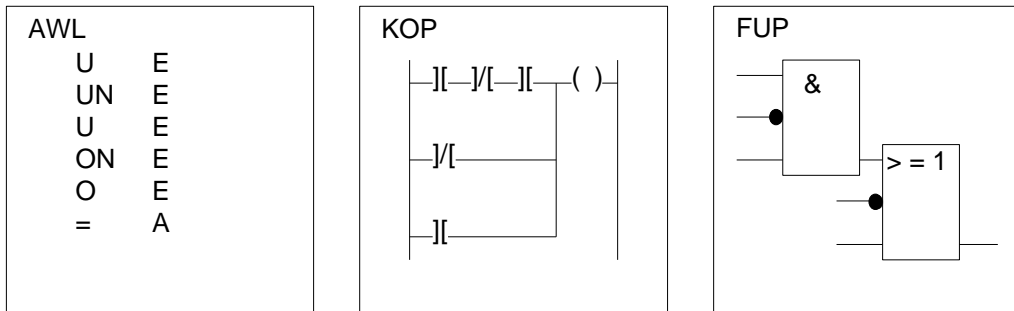 AWL
U E
UN E
U E
ON E
O E
= A
KOP
][ ]/[ ][ ( )
]/[
][
FUP
&
> = 1